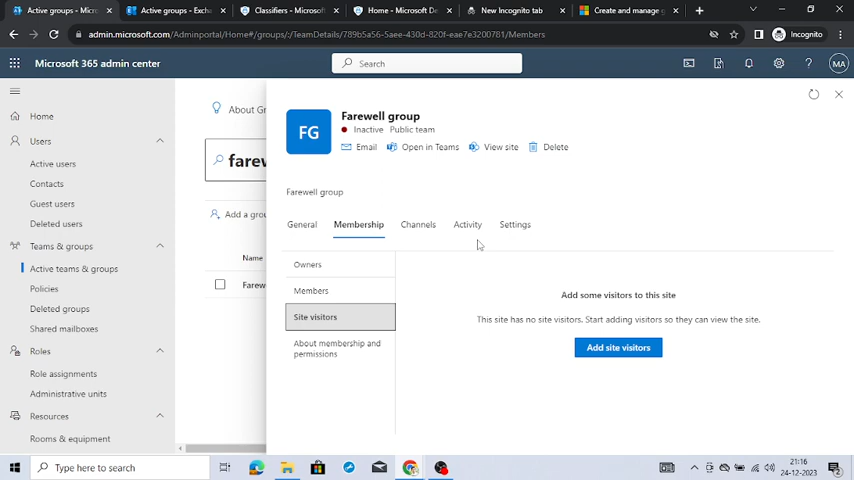 Active teams & groups - Micros
Active groups - Exch
Classifiers - Microsof
Home - Microsoft De
New Incognito tab
Create and manage g
admin.microsoft.com/Adminportal/Home#/groups/:/TeamDetails/789b5a56-5aee-430d-820f-eae7e3200781/Members
Incognito
Microsoft 365 admin center
Search
MA
Home
Users
Active users
Contacts
Guest users
Deleted users
Teams & groups
Active teams & groups
Policies
Deleted groups
Shared mailboxes
Roles
Role assignments
Administrative units
Resources
Rooms & equipment
About Gr
farew
Add a grou
Name
Farew
FG
Farewell group
Inactive Public team
Email Open in Teams View site Delete
Farewell group
General Membership Channels Activity Settings
Owners
Members
Site visitors
About membership and
permissions
Add some visitors to this site
This site has no site visitors. Start adding visitors so they can view the site.
Add site visitors
Type here to search
21:16
24-12-2023
2